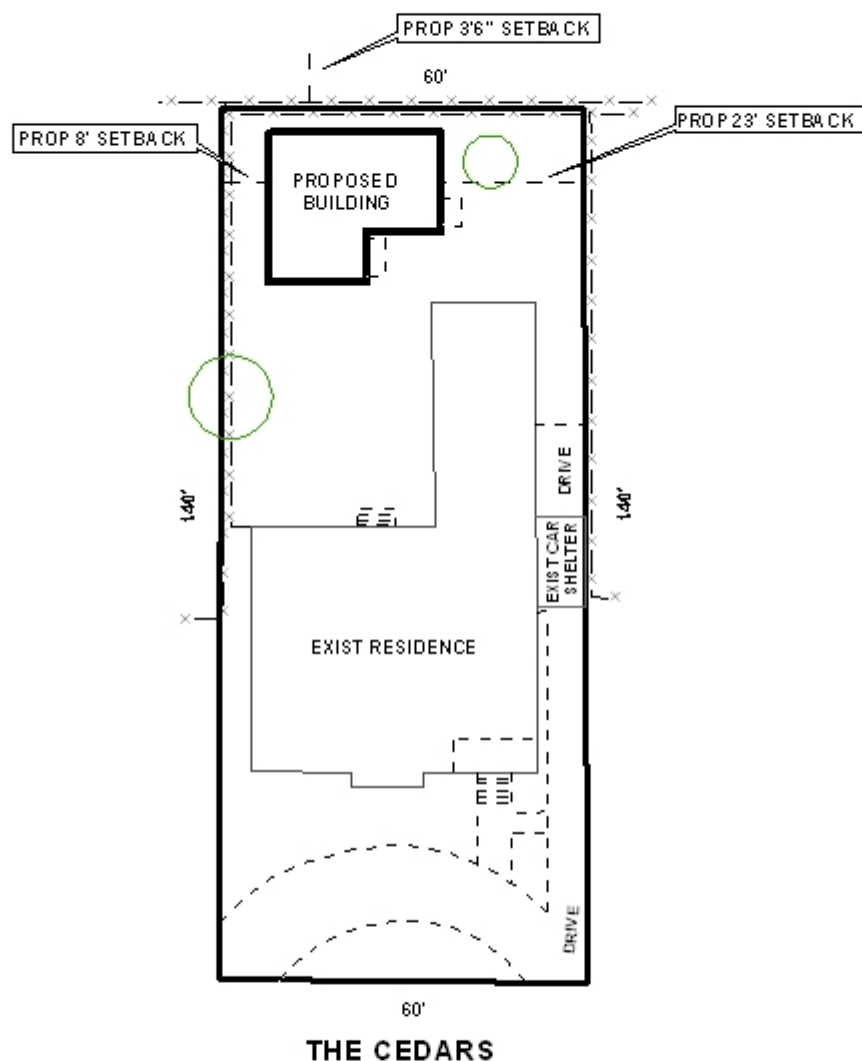 PROP 3'6" SETBACK
60'
PROP 8' SETBACK
PROP 23' SETBACK
PROPOSED
BUILDING
DRIVE
140'
140'
EXIST CAR
SHELTER
EXIST RESIDENCE
DRIVE
60'
THE CEDARS